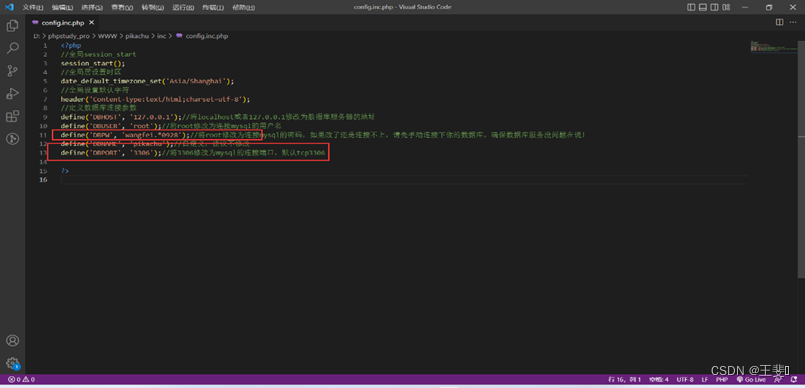 文件(F) 编辑(E) 选择(S) 查看(V) 转到(G) 运行(R) 终端(T) 帮助(H) config.inc.php - Visual Studio Code
config.inc.php
D: > phpstudy_pro > WWW > pikachu > inc > config.inc.php
1 <?php
2 //全局session_start
3 session_start();
4 //全局居设置时区
5 date_default_timezone_set('Asia/Shanghai');
6 //全局设置默认字符
7 header('Content-type:text/html;charset=utf-8');
8 //定义数据库连接参数
9 define('DBHOST', '127.0.0.1');//将localhost或者127.0.0.1修改为数据库服务器的地址
10 define('DBUSER', 'root');//将root修改为连接mysql的用户名
11 define('DBPW', 'wangfei.*0928');//将root修改为连接mysql的密码，如果改了还是连接不上，请先手动连接下你的数据库，确保数据库服务没问题在说！
12 define('DBNAME', 'pikachu');//自定义，建议不修改
13 define('DBPORT', '3306');//将3306修改为mysql的连接端口，默认tcp3306
14
15 ?>
16
0 0 行 16，列 1 空格: 4 UTF-8 LF PHP Go Live
CSDN @王斐